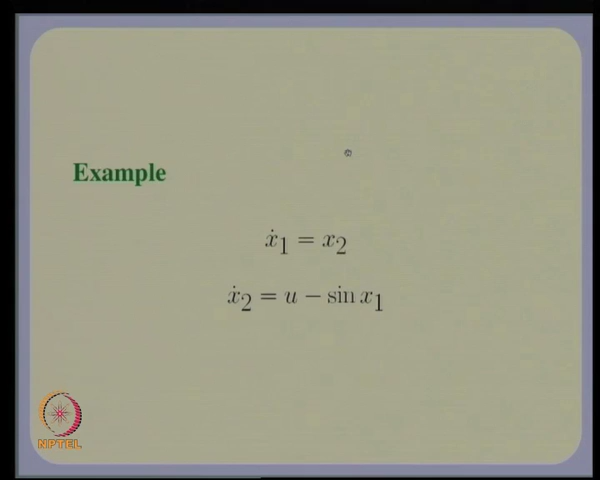 Example
ẋ₁ = x₂
ẋ₂ = u − sin x₁
NPTEL